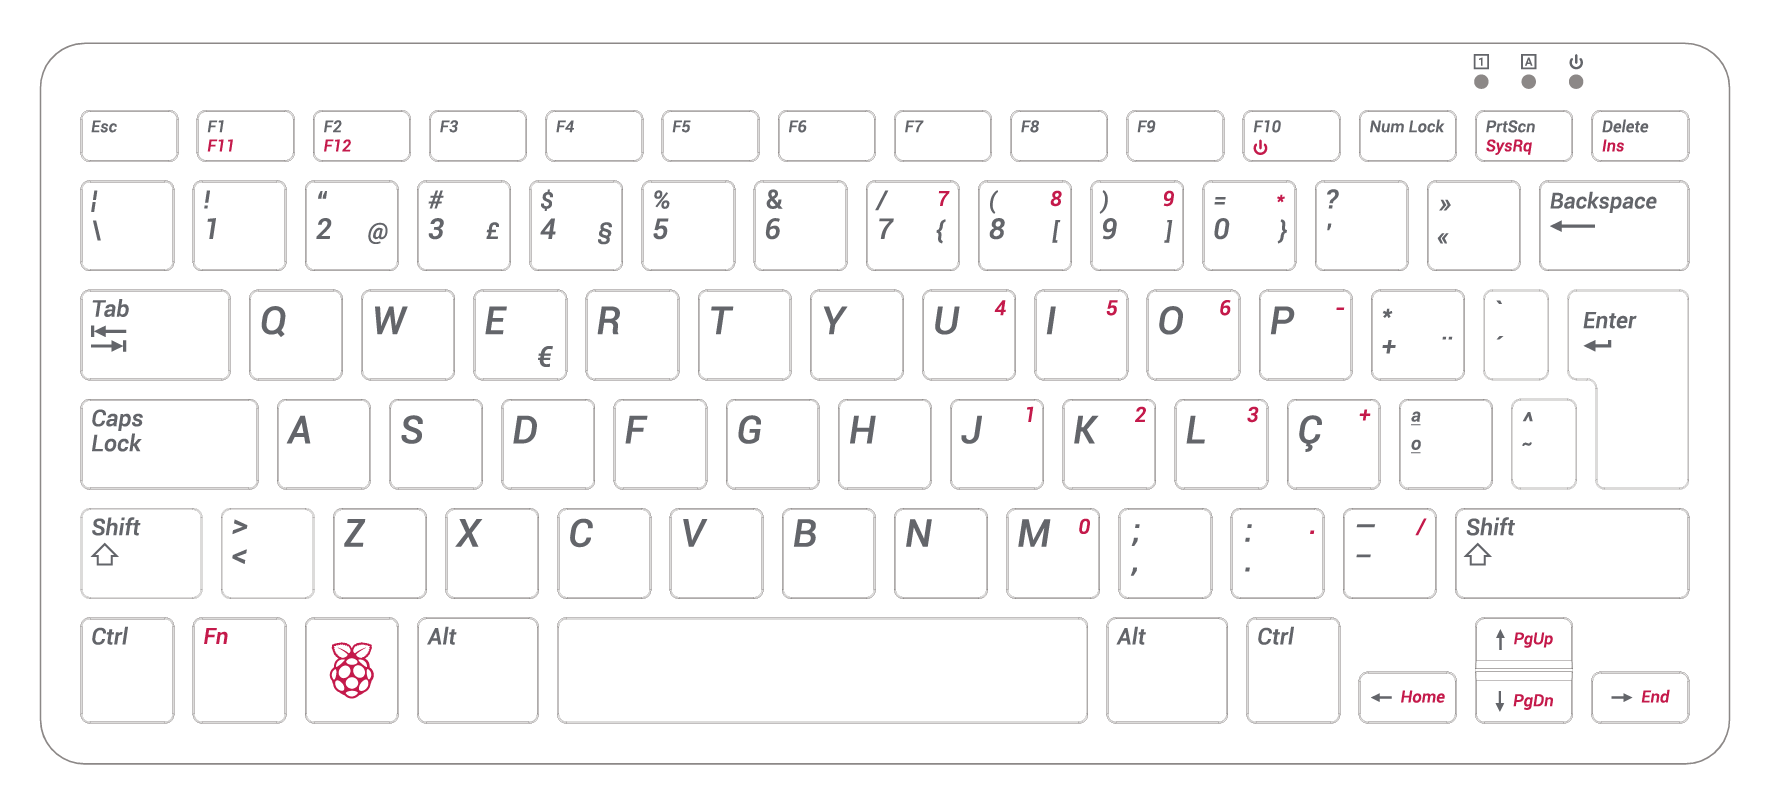 1 A
Esc F1 F2 F3 F4 F5 F6 F7 F8 F9 F10 Num Lock PrtScn Delete
F11 F12 SysRq Ins
¦ ! “ # $ % & / 7 ( 8 ) 9 = * ? » Backspace
\ 1 2 @ 3 £ 4 § 5 6 7 { 8 [ 9 ] 0 } ' «
Tab Q W E R T Y U 4 I 5 O 6 P - * ` Enter
€ + ¨ ´
Caps A S D F G H J 1 K 2 L 3 Ç + ª ^
Lock º ~
Shift > Z X C V B N M 0 ; : . — / Shift
< , . –
Ctrl Fn Alt Alt Ctrl ↑ PgUp
← Home ↓ PgDn → End